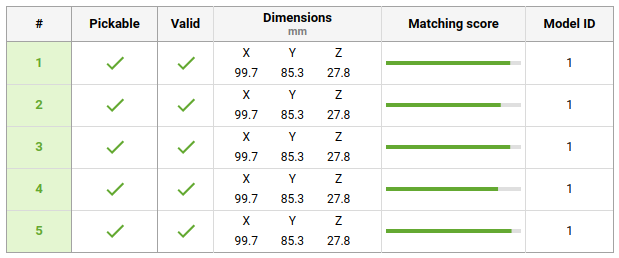 # Pickable Valid Dimensions Matching score Model ID
mm
X Y Z
1 99.7 85.3 27.8 1
X Y Z
2 99.7 85.3 27.8 1
X Y Z
3 99.7 85.3 27.8 1
X Y Z
4 99.7 85.3 27.8 1
X Y Z
5 99.7 85.3 27.8 1